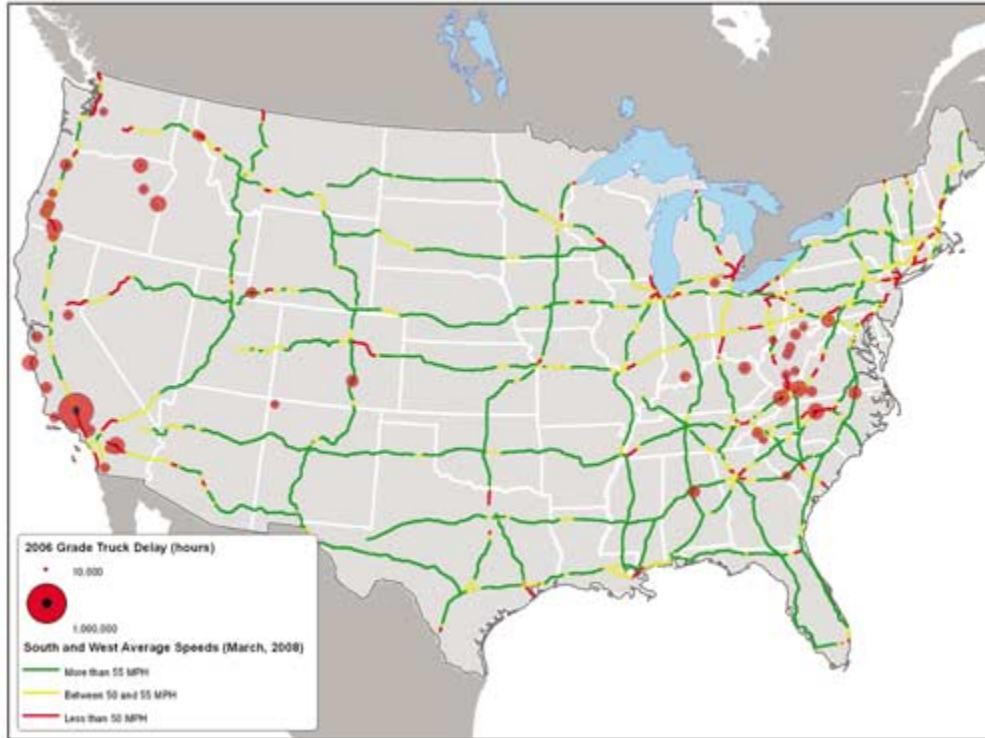 2006 Grade Truck Delay (hours)
10,000
1,000,000
South and West Average Speeds (March, 2008)
More than 55 MPH
Between 50 and 55 MPH
Less than 50 MPH